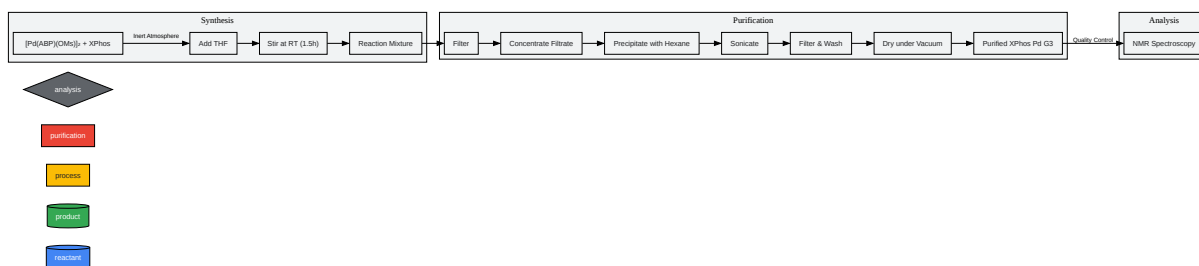 Synthesis
Purification
Analysis
[Pd(ABP)(OMs)]₂ + XPhos
Inert Atmosphere
Add THF
Stir at RT (1.5h)
Reaction Mixture
Filter
Concentrate Filtrate
Precipitate with Hexane
Sonicate
Filter & Wash
Dry under Vacuum
Purified XPhos Pd G3
Quality Control
NMR Spectroscopy
analysis
purification
process
product
reactant